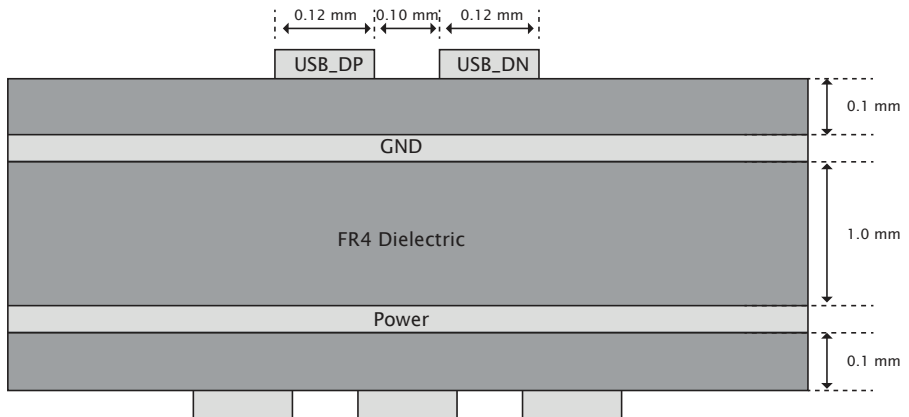 0.12 mm 0.10 mm 0.12 mm
USB_DP USB_DN
0.1 mm
GND
1.0 mm
FR4 Dielectric
Power
0.1 mm